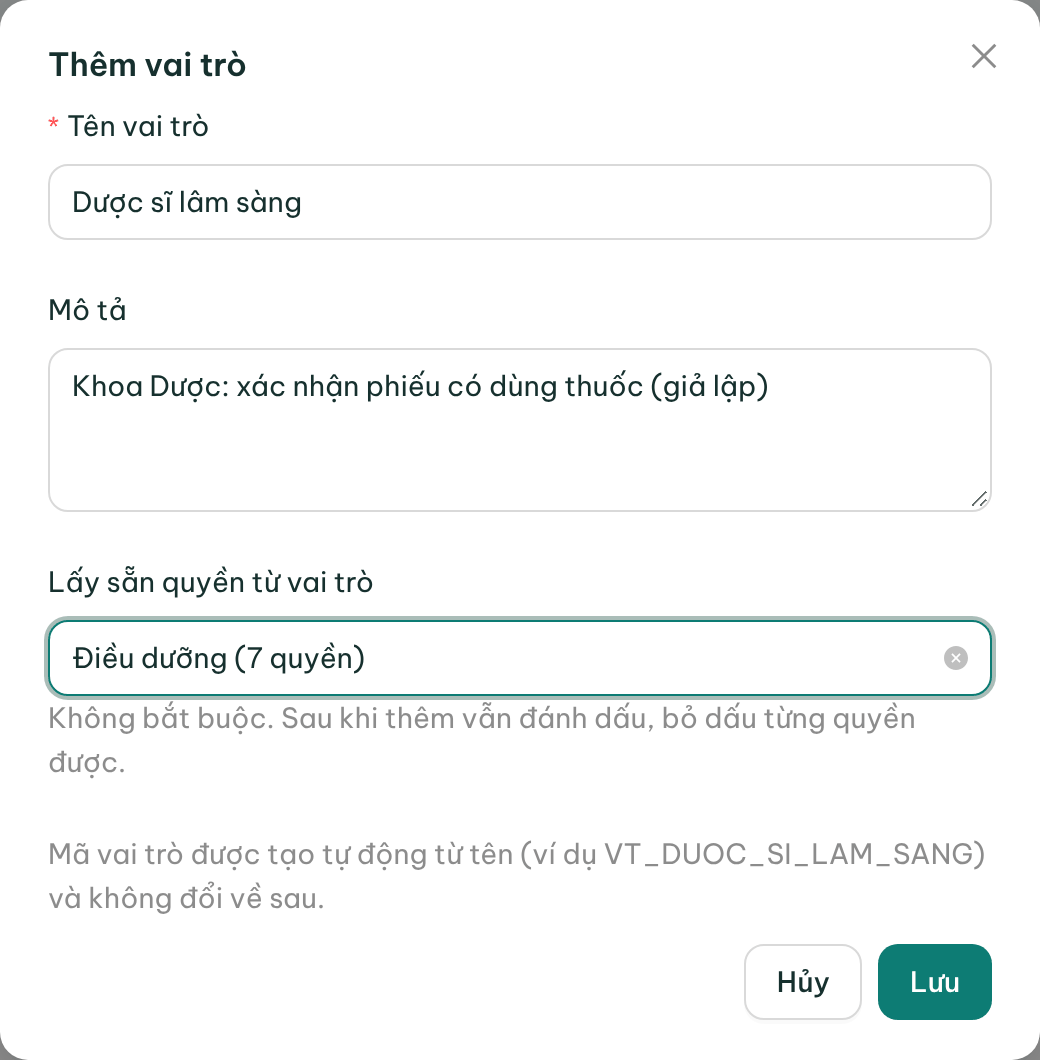 Thêm vai trò
* Tên vai trò
Dược sĩ lâm sàng
Mô tả
Khoa Dược: xác nhận phiếu có dùng thuốc (giả lập)
Lấy sẵn quyền từ vai trò
Điều dưỡng (7 quyền)
Không bắt buộc. Sau khi thêm vẫn đánh dấu, bỏ dấu từng quyền
được.
Mã vai trò được tạo tự động từ tên (ví dụ VT_DUOC_SI_LAM_SANG)
và không đổi về sau.
Hủy
Lưu